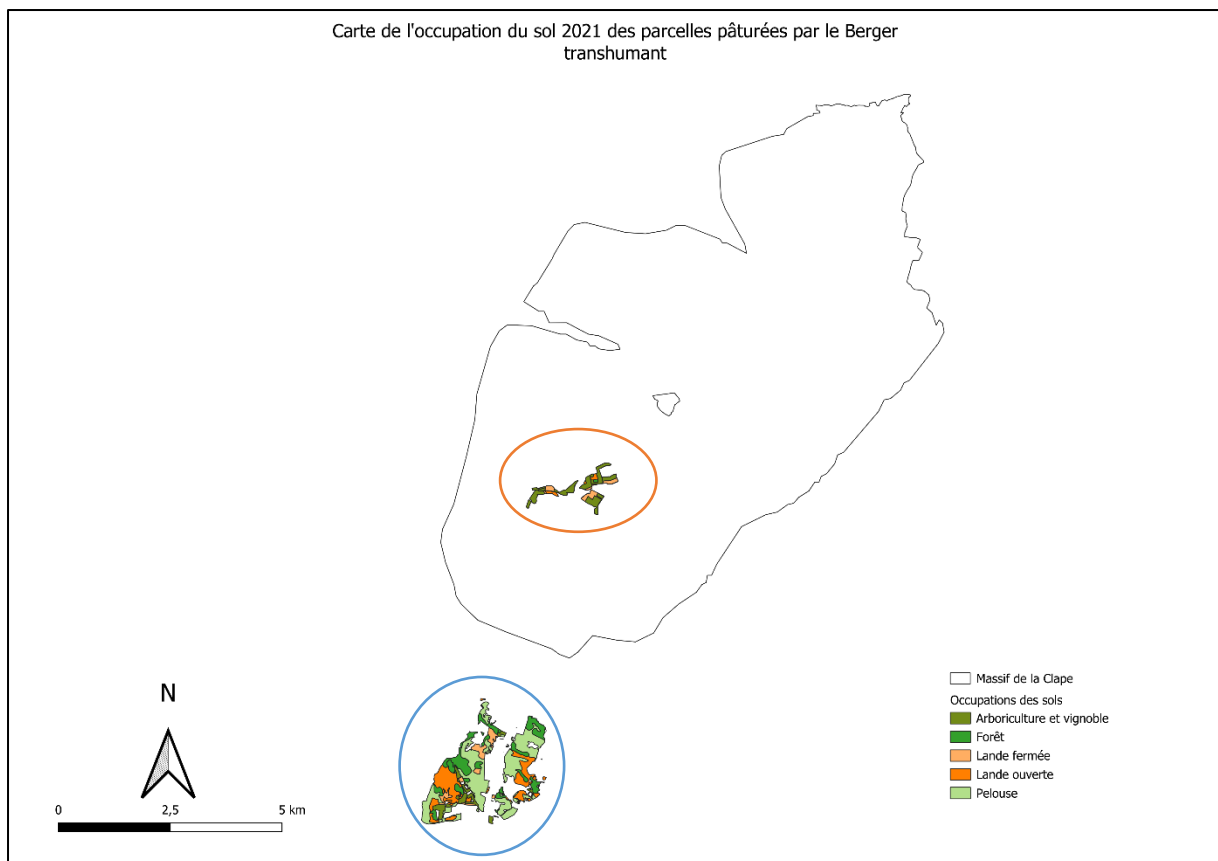 Carte de l'occupation du sol 2021 des parcelles pâturées par le Berger
transhumant
N
0 2,5 5 km
Massif de la Clape
Occupations des sols
Arboriculture et vignoble
Forêt
Lande fermée
Lande ouverte
Pelouse